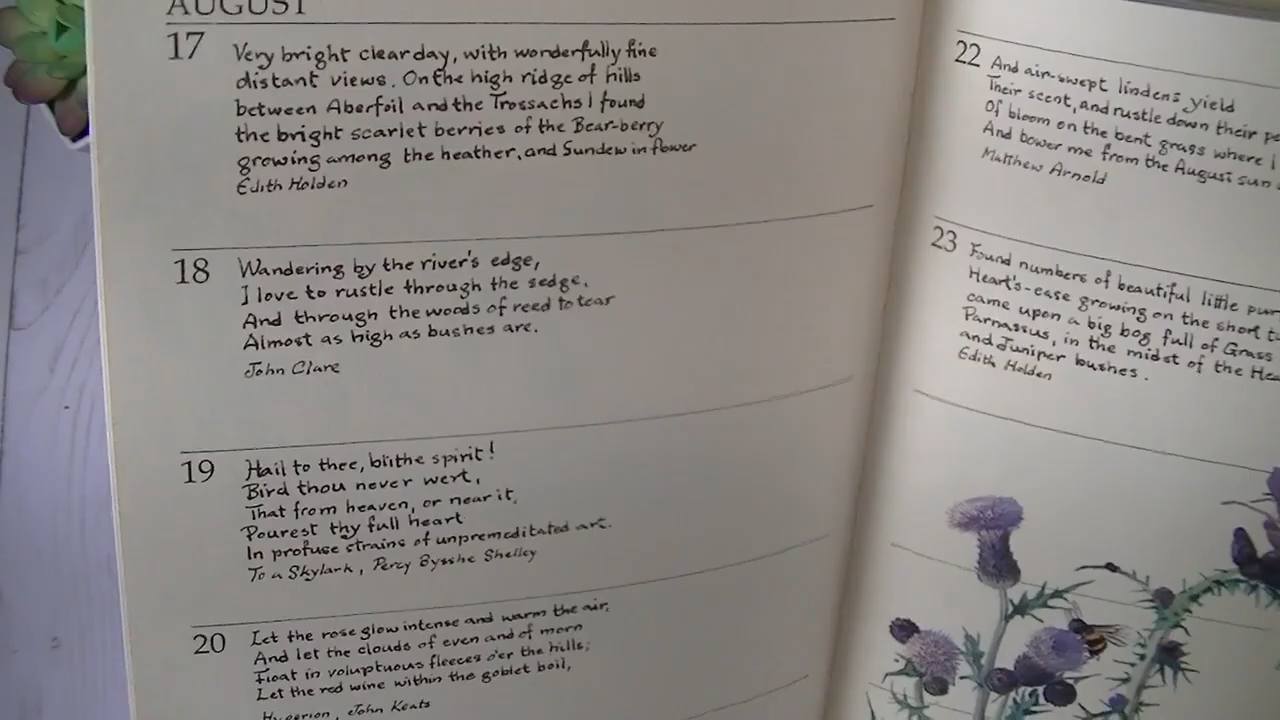 AUGUST
17 Very bright clear day, with wonderfully fine
distant views. On the high ridge of hills
between Aberfoil and the Trossachs I found
the bright scarlet berries of the Bear-berry
growing among the heather, and Sundew in flower
Edith Holden
18 Wandering by the river's edge,
I love to rustle through the sedge,
And through the woods of reed to tear
Almost as high as bushes are.
John Clare
19 Hail to thee, blithe spirit!
Bird thou never wert,
That from heaven, or near it,
Pourest thy full heart
In profuse strains of unpremeditated art.
To a Skylark, Percy Bysshe Shelley
20 Let the rose glow intense and warm the air,
And let the clouds of even and of morn
Float in voluptuous fleeces o'er the hills;
Let the red wine within the goblet boil,
Hyperion, John Keats
22 And air-swept lindens yield
Their scent, and rustle down their
Of bloom on the bent grass where I
And bower me from the August sun
Matthew Arnold
23 Found numbers of beautiful little
Heart's-ease growing on the short
came upon a big bog full of Grass
Parnassus, in the midst of the
and Juniper bushes.
Edith Holden